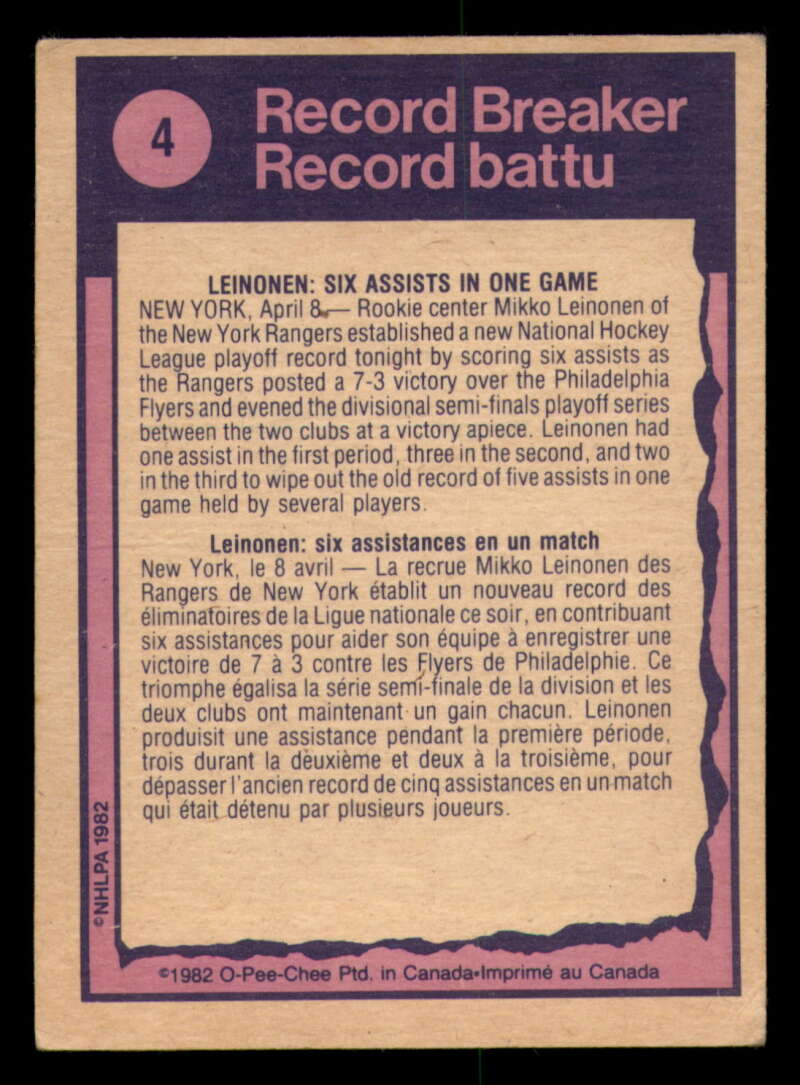 4
Record Breaker
Record battu
LEINONEN: SIX ASSISTS IN ONE GAME
NEW YORK, April 8 — Rookie center Mikko Leinonen of
the New York Rangers established a new National Hockey
League playoff record tonight by scoring six assists as
the Rangers posted a 7-3 victory over the Philadelphia
Flyers and evened the divisional semi-finals playoff series
between the two clubs at a victory apiece. Leinonen had
one assist in the first period, three in the second, and two
in the third to wipe out the old record of five assists in one
game held by several players.
Leinonen: six assistances en un match
New York, le 8 avril — La recrue Mikko Leinonen des
Rangers de New York établit un nouveau record des
éliminatoires de la Ligue nationale ce soir, en contribuant
six assistances pour aider son équipe à enregistrer une
victoire de 7 à 3 contre les Flyers de Philadelphie. Ce
triomphe égalisa la série semi-finale de la division et les
deux clubs ont maintenant un gain chacun. Leinonen
produisit une assistance pendant la première période,
trois durant la deuxième et deux à la troisième, pour
dépasser l'ancien record de cinq assistances en un match
qui était détenu par plusieurs joueurs.
©NHLPA 1982
©1982 O-Pee-Chee Ptd. in Canada•Imprimé au Canada